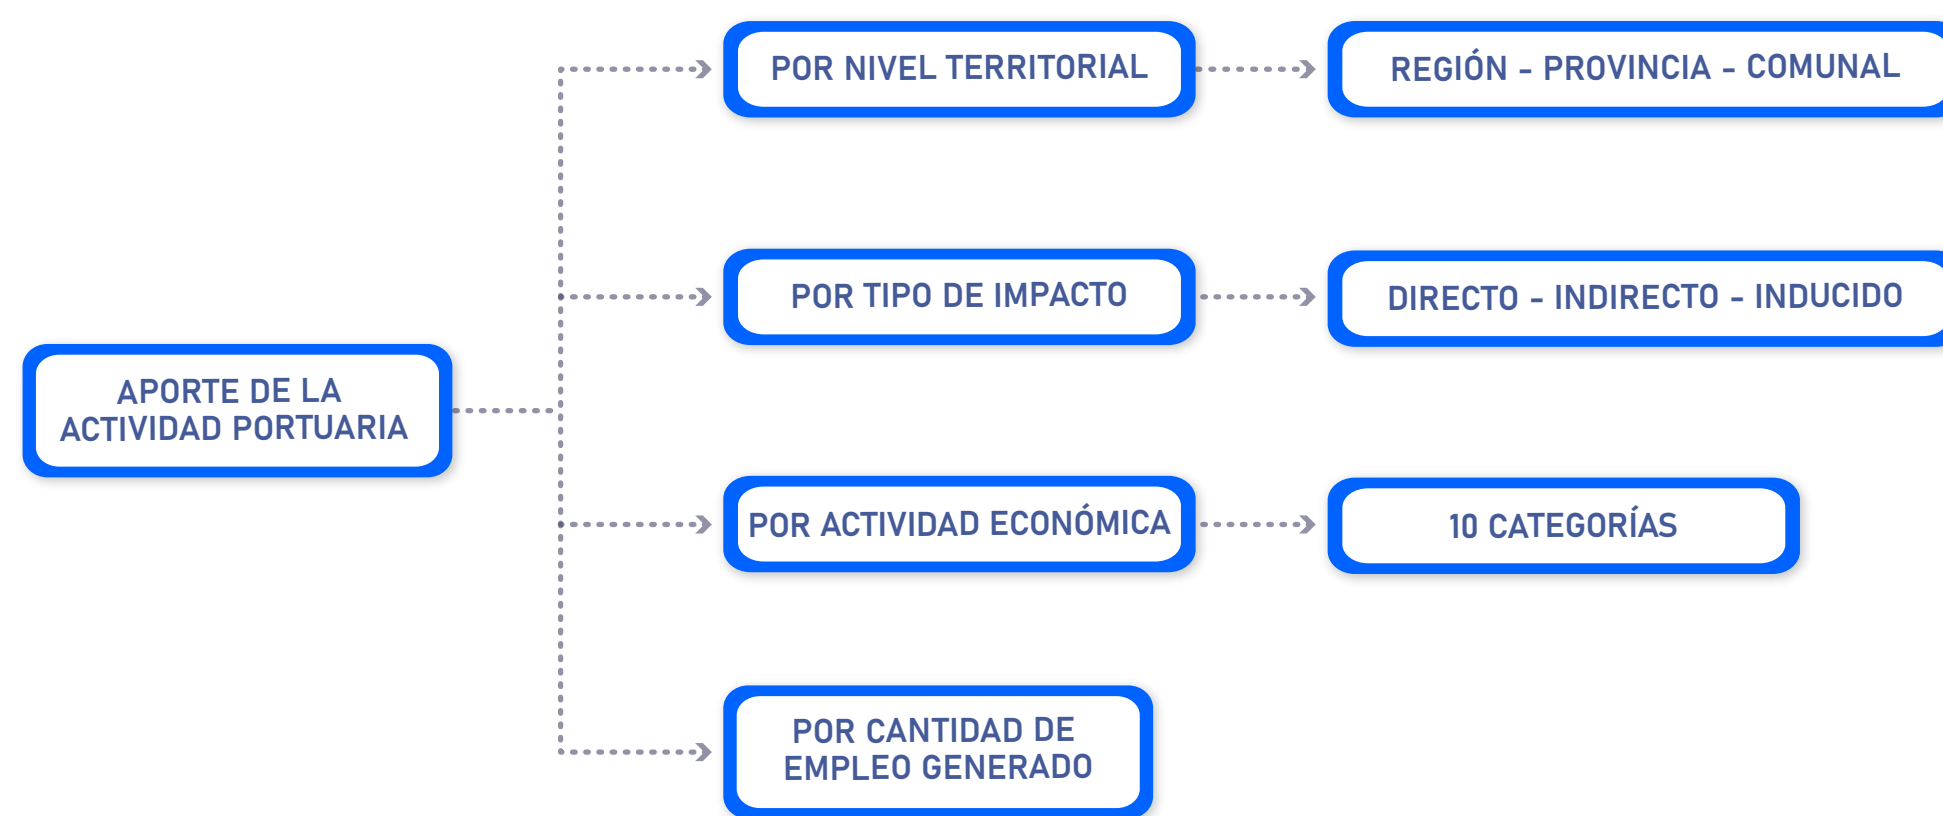 POR NIVEL TERRITORIAL
REGIÓN - PROVINCIA - COMUNAL
POR TIPO DE IMPACTO
DIRECTO - INDIRECTO - INDUCIDO
APORTE DE LA
ACTIVIDAD PORTUARIA
POR ACTIVIDAD ECONÓMICA
10 CATEGORÍAS
POR CANTIDAD DE
EMPLEO GENERADO